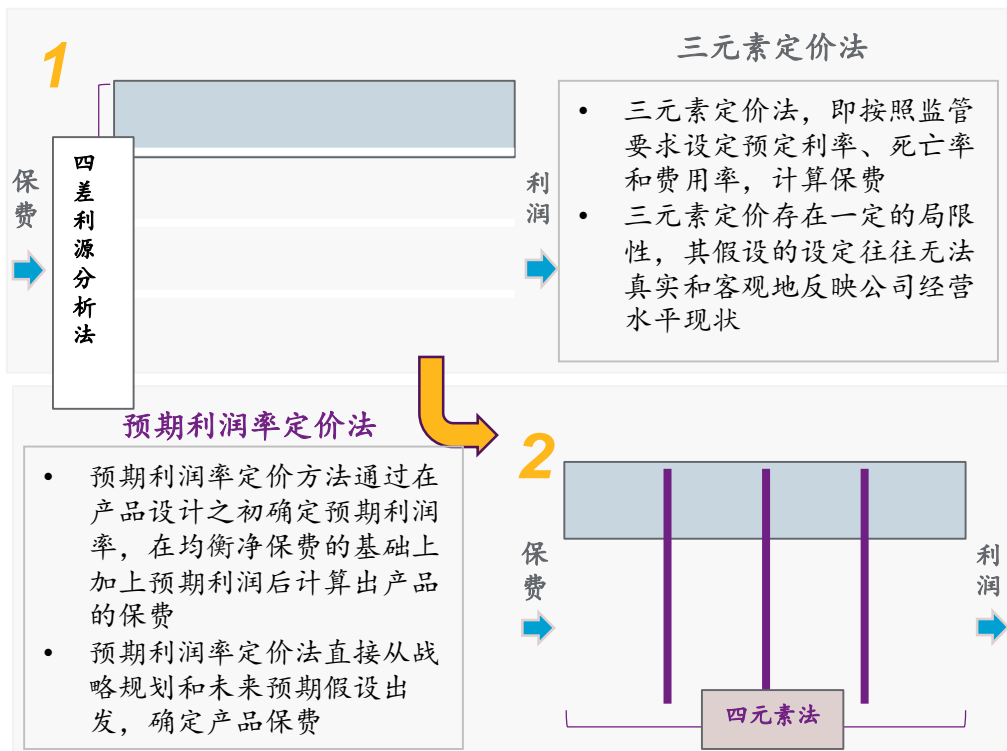 1
三元素定价法
保
费
四
差
利
源
分
析
法
利
润
• 三元素定价法，即按照监管
要求设定预定利率、死亡率
和费用率，计算保费
• 三元素定价存在一定的局限
性，其假设的设定往往无法
真实和客观地反映公司经营
水平现状
预期利润率定价法
• 预期利润率定价方法通过在
产品设计之初确定预期利润
率，在均衡净保费的基础上
加上预期利润后计算出产品
的保费
• 预期利润率定价法直接从战
略规划和未来预期假设出
发，确定产品保费
2
保
费
利
润
四元素法